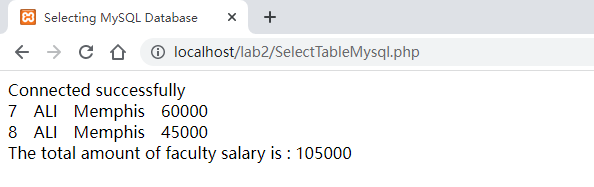 Selecting MySQL Database
localhost/lab2/SelectTableMysql.php
Connected successfully
7 ALI Memphis 60000
8 ALI Memphis 45000
The total amount of faculty salary is : 105000